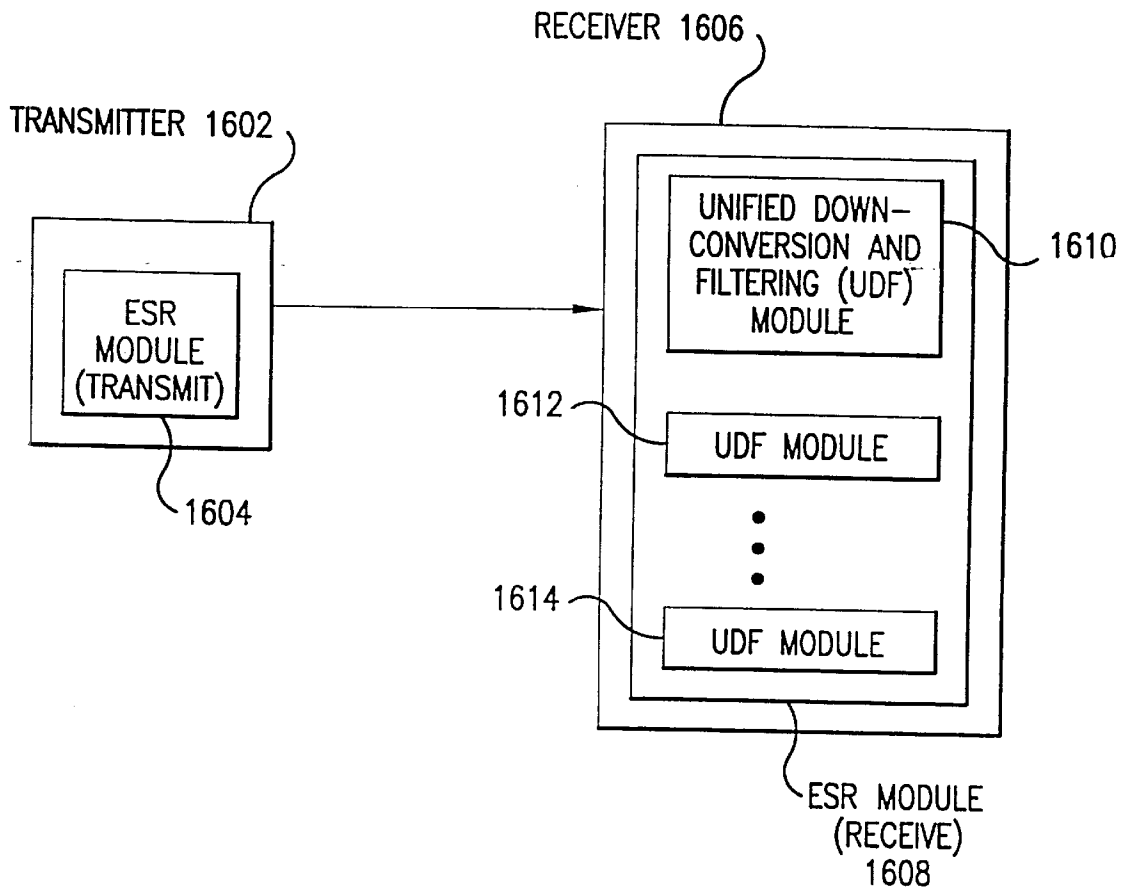 RECEIVER 1606
TRANSMITTER 1602
ESR
MODULE
(TRANSMIT)
1604
UNIFIED DOWN-
CONVERSION AND
FILTERING (UDF)
MODULE
1610
1612
UDF MODULE
1614
UDF MODULE
ESR MODULE
(RECEIVE)
1608